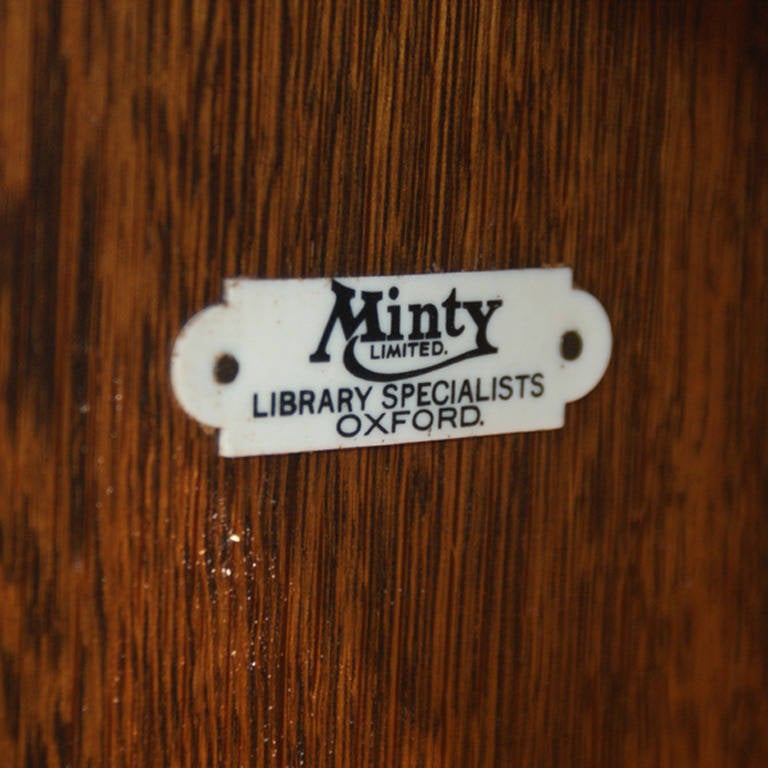 Minty
LIMITED.
LIBRARY SPECIALISTS
OXFORD.